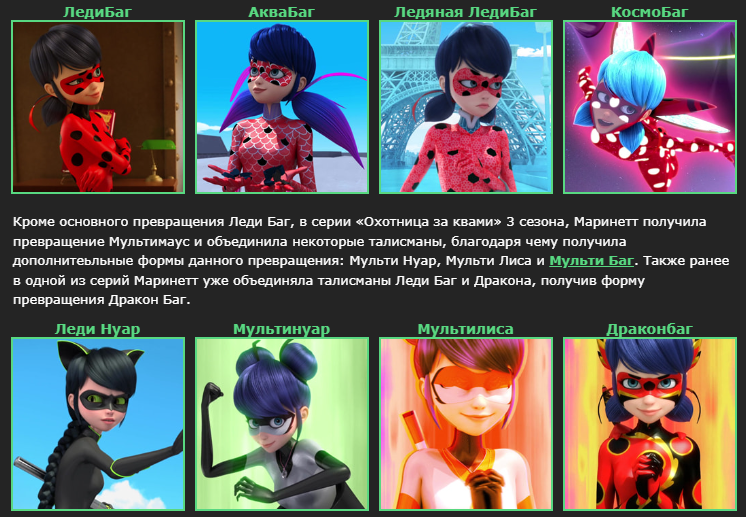 ЛедиБаг АкваБаг Ледяная ЛедиБаг КосмоБаг
Кроме основного превращения Леди Баг, в серии «Охотница за квами» 3 сезона, Маринетт получила
превращение Мультимаус и объединила некоторые талисманы, благодаря чему получила
дополнитеьльные формы данного превращения: Мульти Нуар, Мульти Лиса и Мульти Баг. Также ранее
в одной из серий Маринетт уже объединяла талисманы Леди Баг и Дракона, получив форму
превращения Дракон Баг.
Леди Нуар Мультинуар Мультилиса Драконбаг